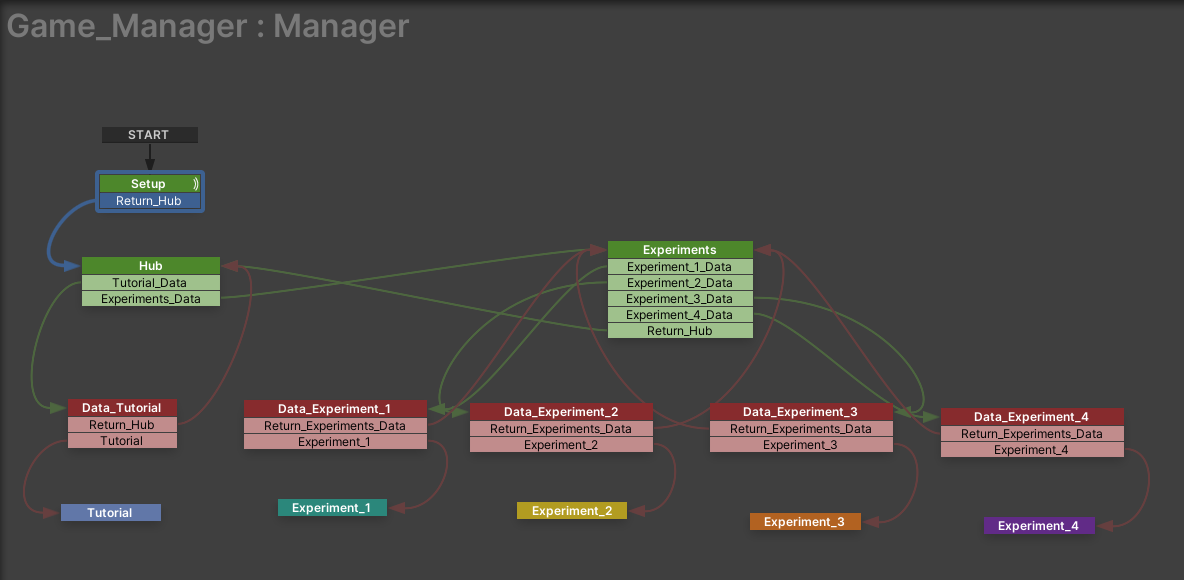 Game_Manager : Manager
START
Setup
Return_Hub
Hub
Tutorial_Data
Experiments_Data
Experiments
Experiment_1_Data
Experiment_2_Data
Experiment_3_Data
Experiment_4_Data
Return_Hub
Data_Tutorial
Return_Hub
Tutorial
Data_Experiment_1
Return_Experiments_Data
Experiment_1
Data_Experiment_2
Return_Experiments_Data
Experiment_2
Data_Experiment_3
Return_Experiments_Data
Experiment_3
Data_Experiment_4
Return_Experiments_Data
Experiment_4
Tutorial
Experiment_1
Experiment_2
Experiment_3
Experiment_4